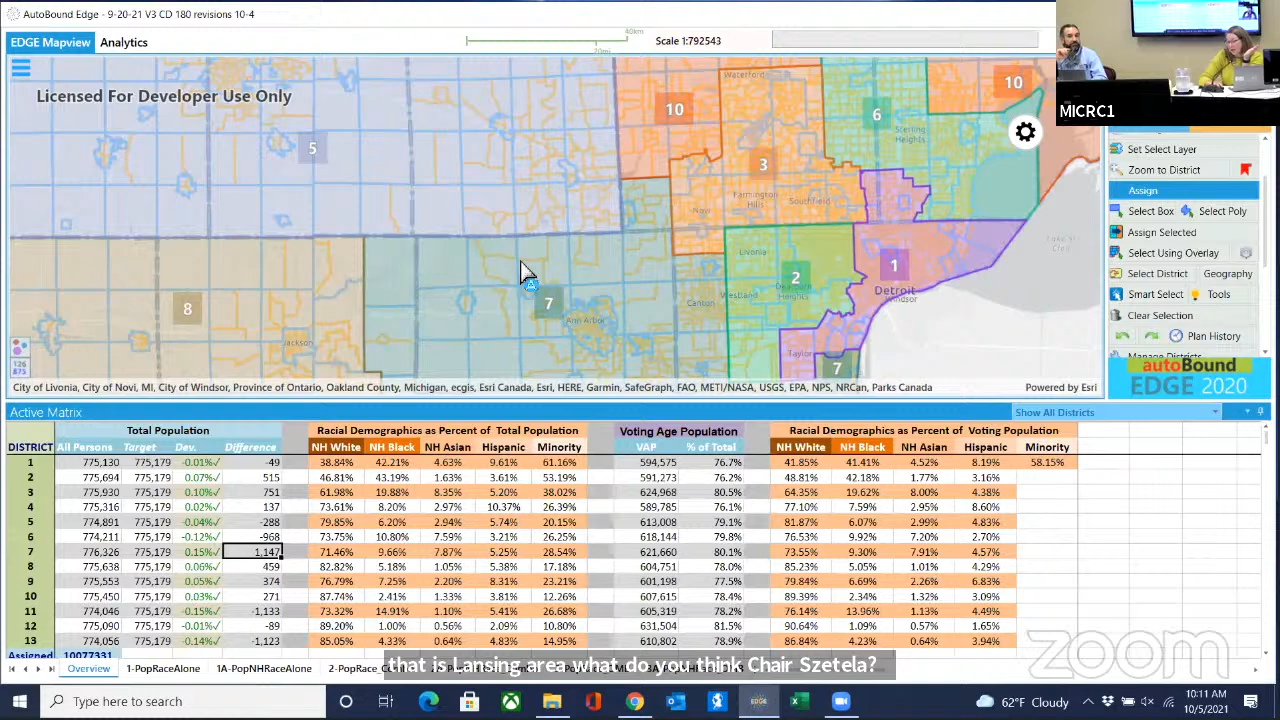 AutoBound Edge - 9-20-21 V3 CD 180 revisions 10-4
EDGE Mapview Analytics
40km
20mi
Scale 1:792543
MICRC1
Licensed For Developer Use Only
Waterford
10
10
6
Sterling Heights
5
3
Farmington Hills
Southfield
Novi
Livonia
Lake St Clair
1
2
Dearborn Heights
Detroit
Windsor
8
7
Canton
Westland
Ann Arbor
Jackson
Taylor
7
City of Livonia, City of Novi, MI, City of Windsor, Province of Ontario, Oakland County, Michigan, ecgis, Esri Canada, Esri, HERE, Garmin, SafeGraph, FAO, METI/NASA, USGS, EPA, NPS, NRCan, Parks Canada
Powered by Esri
Set Select Layer
Zoom to District
Assign
Select Box Select Poly
Assign Selected
Select Using Overlay
Select District Geography
Smart Select Tools
Clear Selection
Plan History
Manage Districts
autoBound
EDGE 2020
Active Matrix
Show All Districts
Total Population Racial Demographics as Percent of Total Population Voting Age Population Racial Demographics as Percent of Voting Population
DISTRICT All Persons Target Dev. Difference NH White NH Black NH Asian Hispanic Minority VAP % of Total NH White NH Black NH Asian Hispanic Minority
1 775,130 775,179 -0.01%✓ -49 38.84% 42.21% 4.63% 9.61% 61.16% 594,575 76.7% 41.85% 41.41% 4.52% 8.19% 58.15%
2 775,694 775,179 0.07%✓ 515 46.81% 43.19% 1.63% 3.61% 53.19% 591,273 76.2% 48.81% 42.18% 1.77% 3.16%
3 775,930 775,179 0.10%✓ 751 61.98% 19.88% 8.35% 5.20% 38.02% 624,968 80.5% 64.35% 19.62% 8.00% 4.38%
4 775,316 775,179 0.02%✓ 137 73.61% 8.20% 2.97% 10.37% 26.39% 589,785 76.1% 77.10% 7.59% 2.95% 8.60%
5 774,891 775,179 -0.04%✓ -288 79.85% 6.20% 2.94% 5.74% 20.15% 613,008 79.1% 81.87% 6.07% 2.99% 4.83%
6 774,211 775,179 -0.12%✓ -968 73.75% 10.80% 7.59% 3.21% 26.25% 618,144 79.8% 76.53% 9.92% 7.20% 2.70%
7 776,326 775,179 0.15%✓ 1,147 71.46% 9.66% 7.87% 5.25% 28.54% 621,660 80.1% 73.55% 9.30% 7.91% 4.57%
8 775,638 775,179 0.06%✓ 459 82.82% 5.18% 1.05% 5.38% 17.18% 604,751 78.0% 85.23% 5.05% 1.01% 4.29%
9 775,553 775,179 0.05%✓ 374 76.79% 7.25% 2.20% 8.31% 23.21% 601,198 77.5% 79.84% 6.69% 2.26% 6.83%
10 775,450 775,179 0.03%✓ 271 87.74% 2.41% 1.33% 3.81% 12.26% 607,615 78.4% 89.39% 2.34% 1.32% 3.09%
11 774,046 775,179 -0.15%✓ -1,133 73.32% 14.91% 1.10% 5.41% 26.68% 605,319 78.2% 76.14% 13.96% 1.13% 4.49%
12 775,090 775,179 -0.01%✓ -89 89.20% 1.00% 0.56% 2.09% 10.80% 631,504 81.5% 90.64% 1.09% 0.57% 1.65%
13 774,056 775,179 -0.14%✓ -1,123 85.05% 4.33% 0.64% 4.83% 14.95% 610,802 78.9% 86.84% 4.23% 0.64% 3.94%
Assigned 10077331
Overview 1-PopRaceAlone 1A-PopNHRaceAlone
that is Lansing area what do you think Chair Szetela?
zoom
Type here to search
62°F Cloudy
10:11 AM
10/5/2021